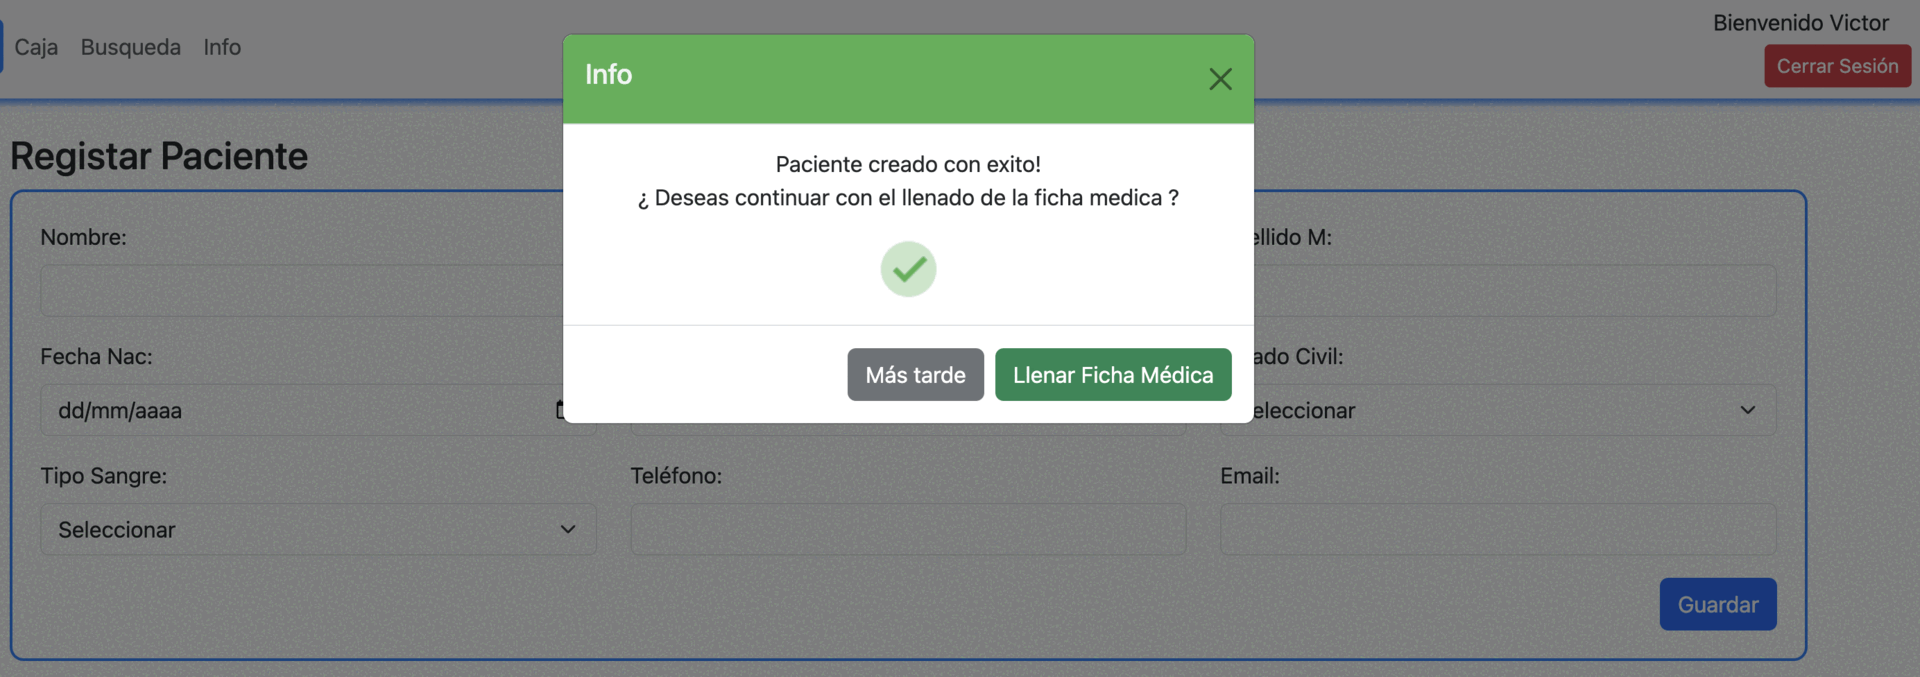 Caja Busqueda Info
Bienvenido Victor
Cerrar Sesión
Info
Paciente creado con exito!
¿ Deseas continuar con el llenado de la ficha medica ?
Más tarde
Llenar Ficha Médica
Registar Paciente
Nombre:
ellido M:
Fecha Nac:
dd/mm/aaaa
ado Civil:
eleccionar
Tipo Sangre:
Seleccionar
Teléfono:
Email:
Guardar